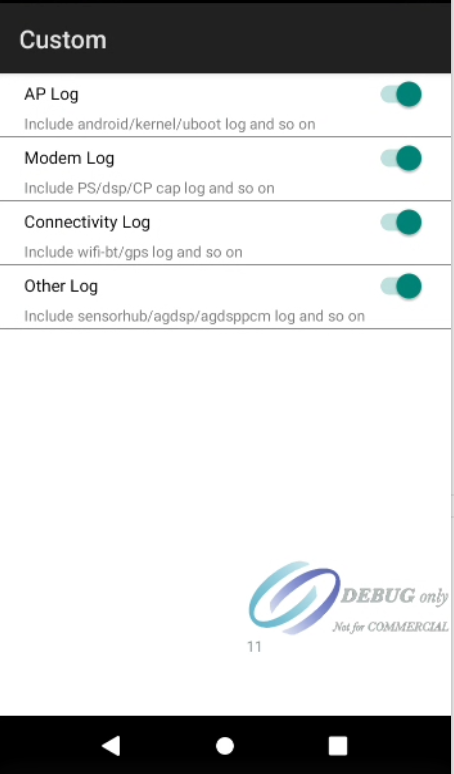 Custom
AP Log
Include android/kernel/uboot log and so on
Modem Log
Include PS/dsp/CP cap log and so on
Connectivity Log
Include wifi-bt/gps log and so on
Other Log
Include sensorhub/agdsp/agdsppcm log and so on
DEBUG only
Not for COMMERCIAL
11